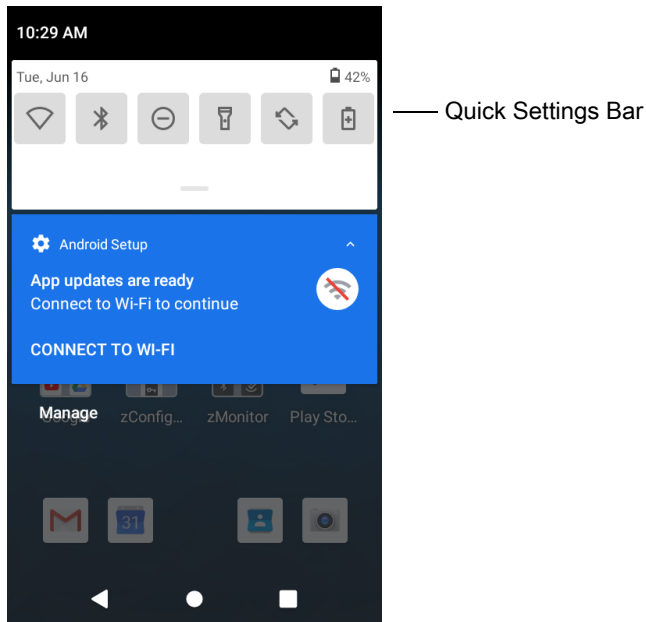 10:29 AM
Tue, Jun 16
42%
Quick Settings Bar
Android Setup
App updates are ready
Connect to Wi-Fi to continue
CONNECT TO WI-FI
Manage
Google zConfig... zMonitor Play Sto...
31